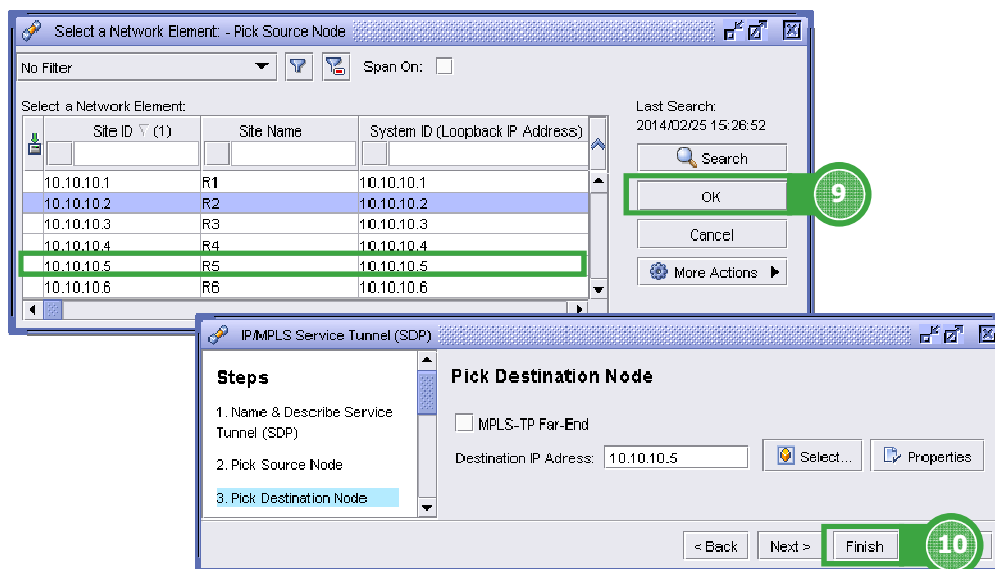 Select a Network Element: - Pick Source Node
No Filter
Span On:
Select a Network Element:
Last Search:
2014/02/25 15:26:52
Site ID (1) Site Name System ID (Loopback IP Address)
Search
10.10.10.1 R1 10.10.10.1
10.10.10.2 R2 10.10.10.2
10.10.10.3 R3 10.10.10.3
10.10.10.4 R4 10.10.10.4
10.10.10.5 R5 10.10.10.5
10.10.10.6 R6 10.10.10.6
OK
9
Cancel
More Actions
IP/MPLS Service Tunnel (SDP)
Steps
1. Name & Describe Service
Tunnel (SDP)
2. Pick Source Node
3. Pick Destination Node
Pick Destination Node
MPLS-TP Far-End
Destination IP Adress: 10.10.10.5 Select... Properties
< Back Next > Finish
10